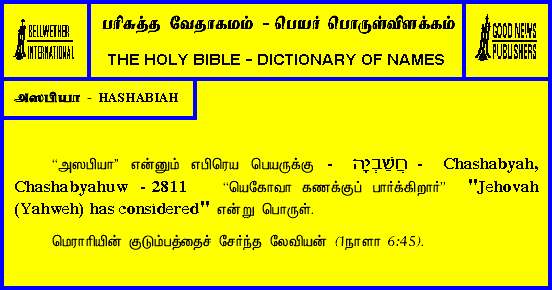 BELLWETHER
INTERNATIONAL
பரிசுத்த வேதாகமம் - பெயர் பொருள்விளக்கம்
THE HOLY BIBLE - DICTIONARY OF NAMES
GOOD NEWS
PUBLISHERS
அஸபியா - HASHABIAH
“அஸபியா” என்னும் எபிரெய பெயருக்கு - חֲשַׁבְיָה - Chashabyah,
Chashabyahuw - 2811 “யெகோவா கணக்குப் பார்க்கிறார்” "Jehovah
(Yahweh) has considered" என்று பொருள்.
மெராரியின் குடும்பத்தைச் சேர்ந்த லேவியன் (1நாளா 6:45).